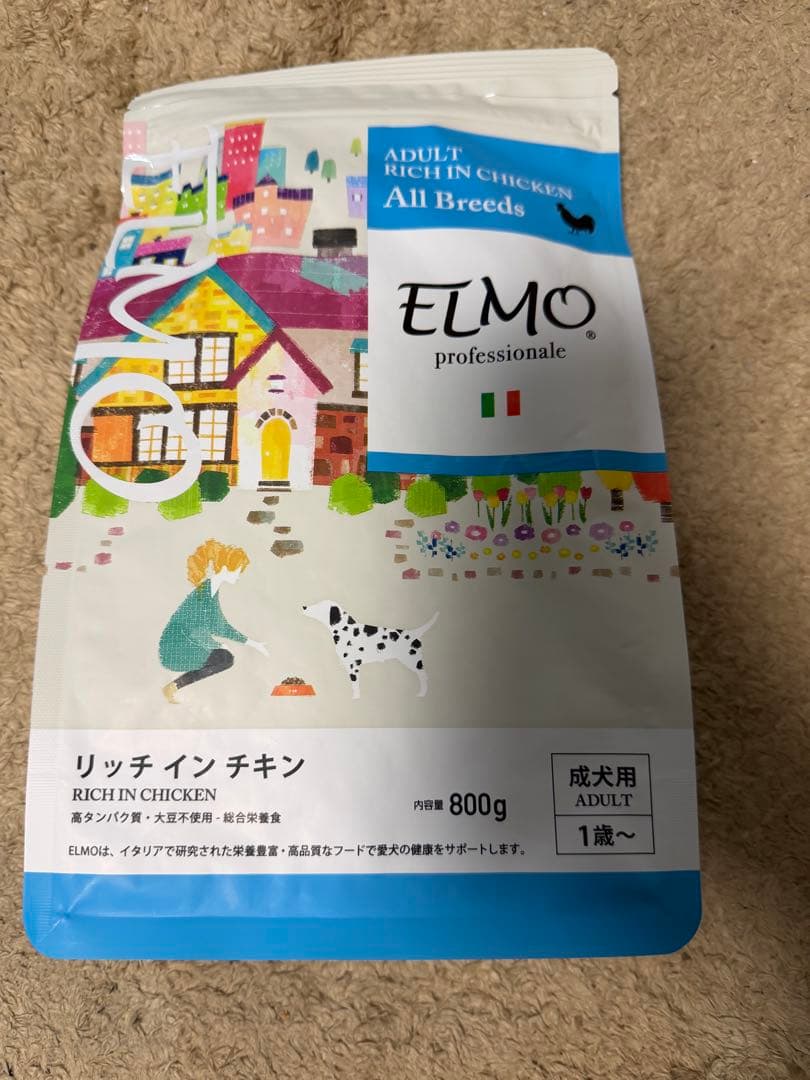 ELMO
ADULT
RICH IN CHICKEN
All Breeds
ELMO®
professionale
リッチ イン チキン
RICH IN CHICKEN
高タンパク質・大豆不使用 - 総合栄養食
内容量 800g
成犬用
ADULT
1歳～
ELMOは、イタリアで研究された栄養豊富・高品質なフードで愛犬の健康をサポートします。